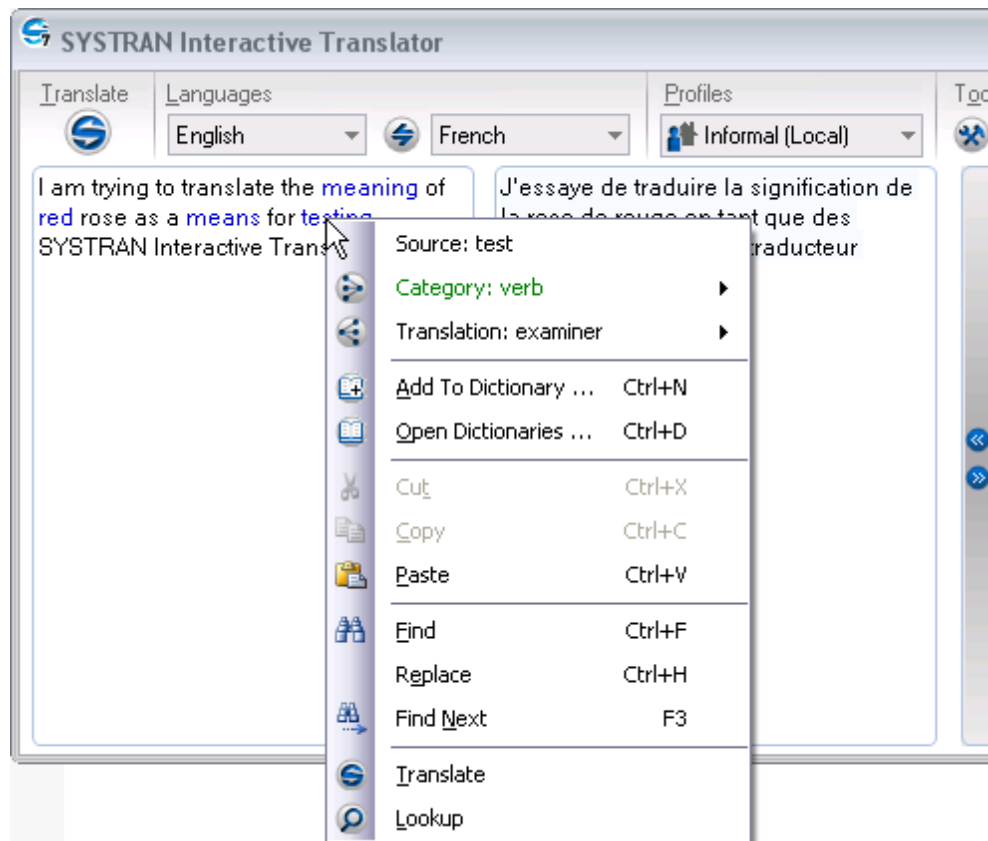 SYSTRAN Interactive Translator
Translate Languages Profiles
English French Informal (Local)
I am trying to translate the meaning of
red rose as a means for testing
SYSTRAN Interactive
J'essaye de traduire la signification de
la rose de rouge en tant que des
traducteur
Source: test
Category: verb
Translation: examiner
Add To Dictionary ... Ctrl+N
Open Dictionaries ... Ctrl+D
Cut Ctrl+X
Copy Ctrl+C
Paste Ctrl+V
Find Ctrl+F
Replace Ctrl+H
Find Next F3
Translate
Lookup